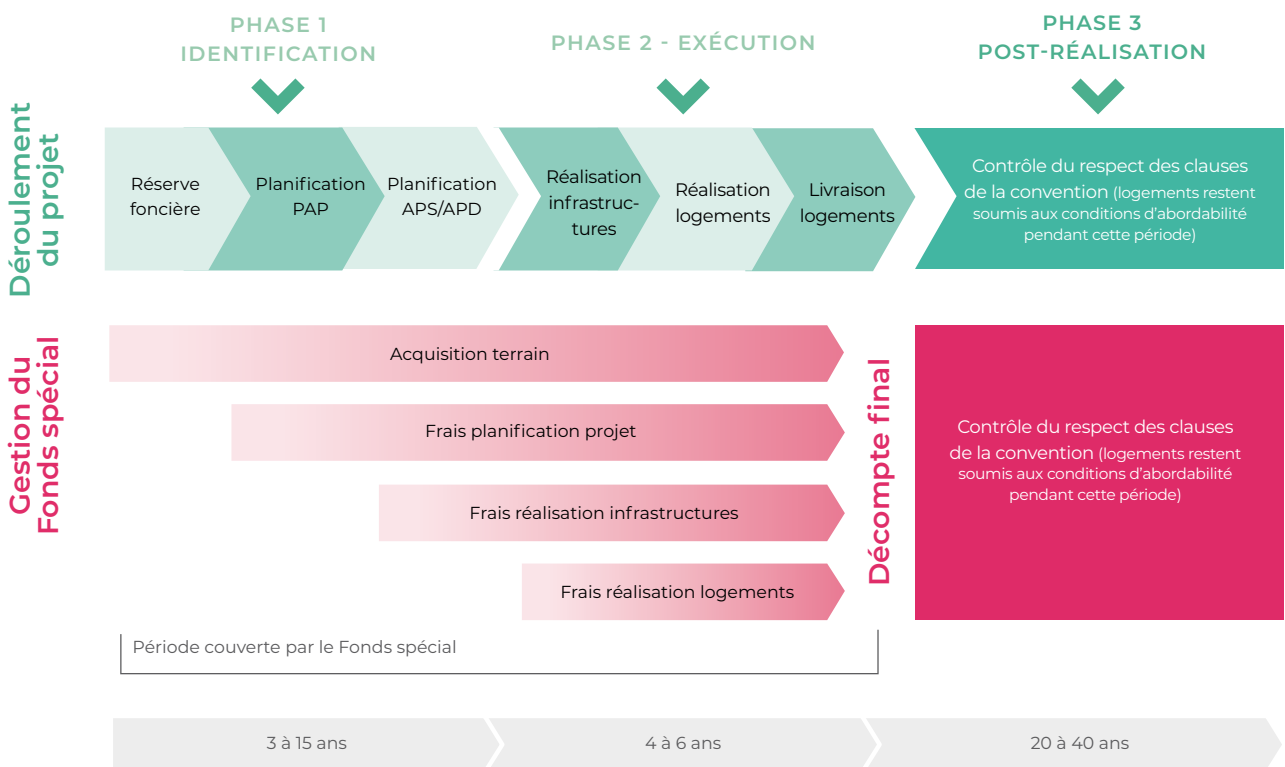 PHASE 1
IDENTIFICATION
PHASE 2 - EXÉCUTION
PHASE 3
POST-RÉALISATION
Déroulement
du projet
Réserve
foncière
Planification
PAP
Planification
APS/APD
Réalisation
infrastruc-
tures
Réalisation
logements
Livraison
logements
Contrôle du respect des clauses
de la convention (logements restent
soumis aux conditions d'abordabilité
pendant cette période)
Gestion du
Fonds spécial
Acquisition terrain
Frais planification projet
Frais réalisation infrastructures
Frais réalisation logements
Décompte final
Contrôle du respect des clauses
de la convention (logements restent
soumis aux conditions d'abordabilité
pendant cette période)
Période couverte par le Fonds spécial
3 à 15 ans
4 à 6 ans
20 à 40 ans